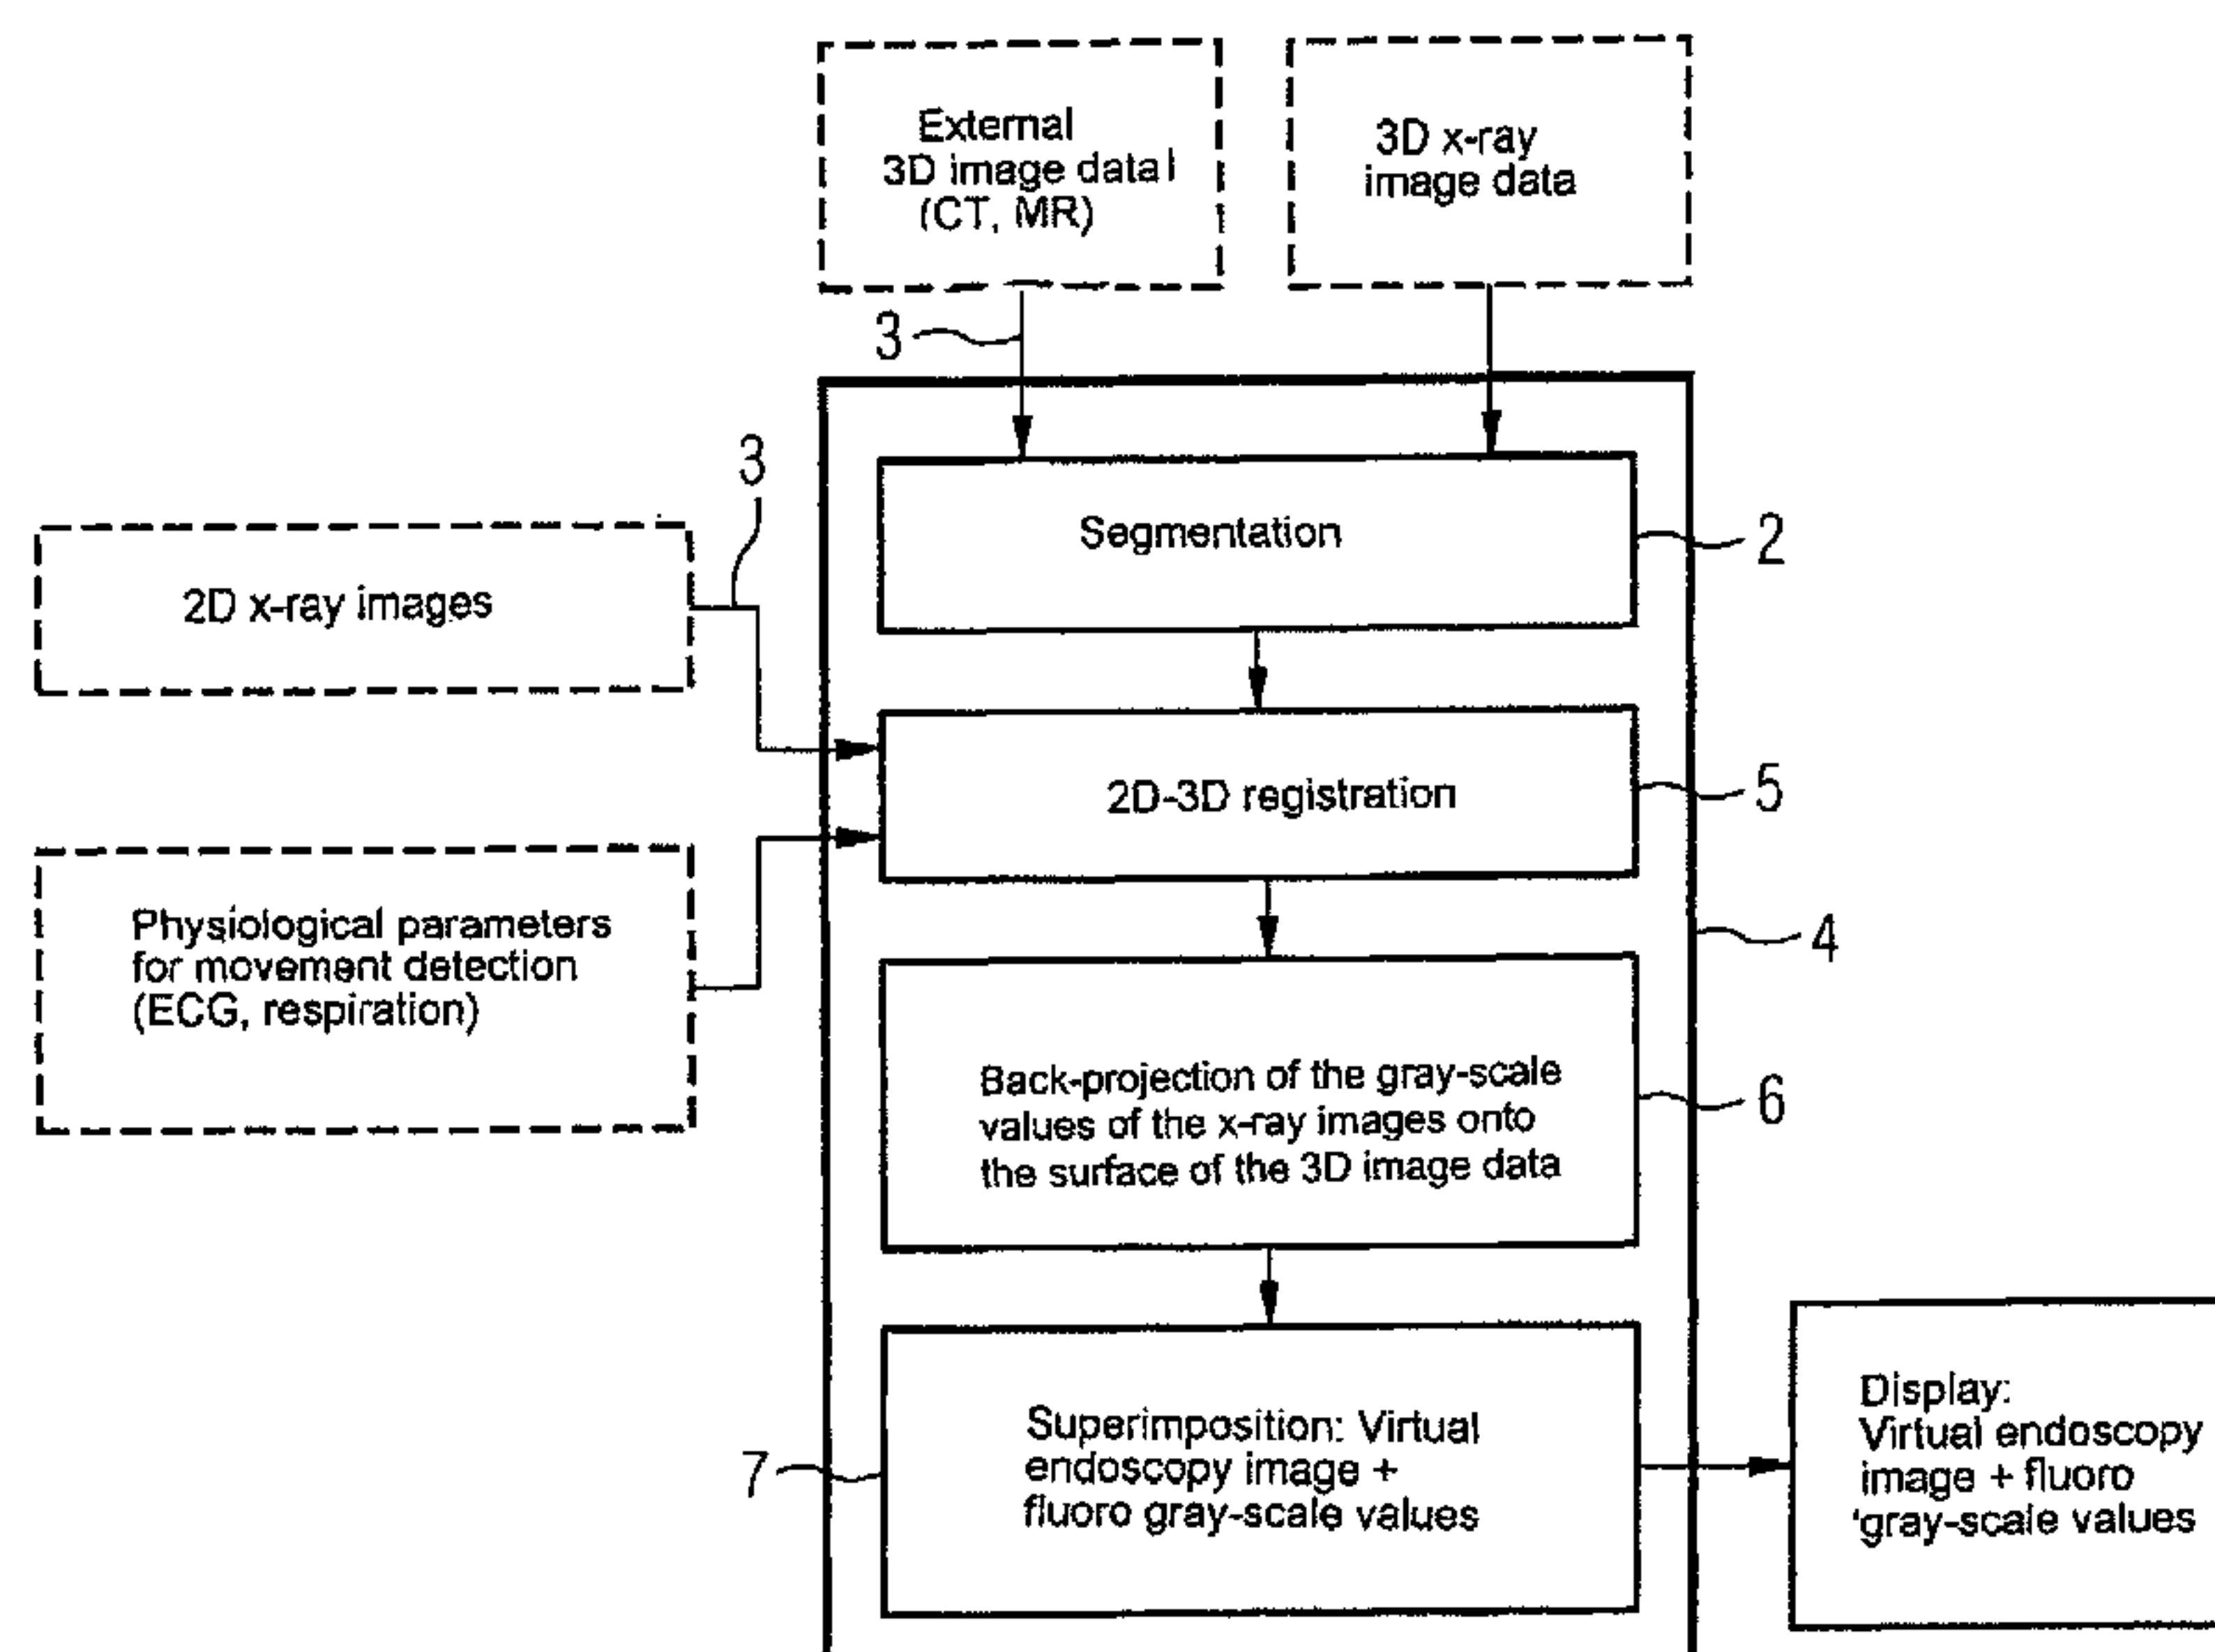 External
3D image data
(CT, MR)
3D x-ray
image data
3
3
Segmentation
2
2D x-ray images
2D-3D registration
5
Physiological parameters
for movement detection
(ECG, respiration)
4
Back-projection of the gray-scale
values of the x-ray images onto
the surface of the 3D image data
6
Superimposition: Virtual
endoscopy image +
fluoro gray-scale values
7
Display:
Virtual endoscopy
image + fluoro
gray-scale values